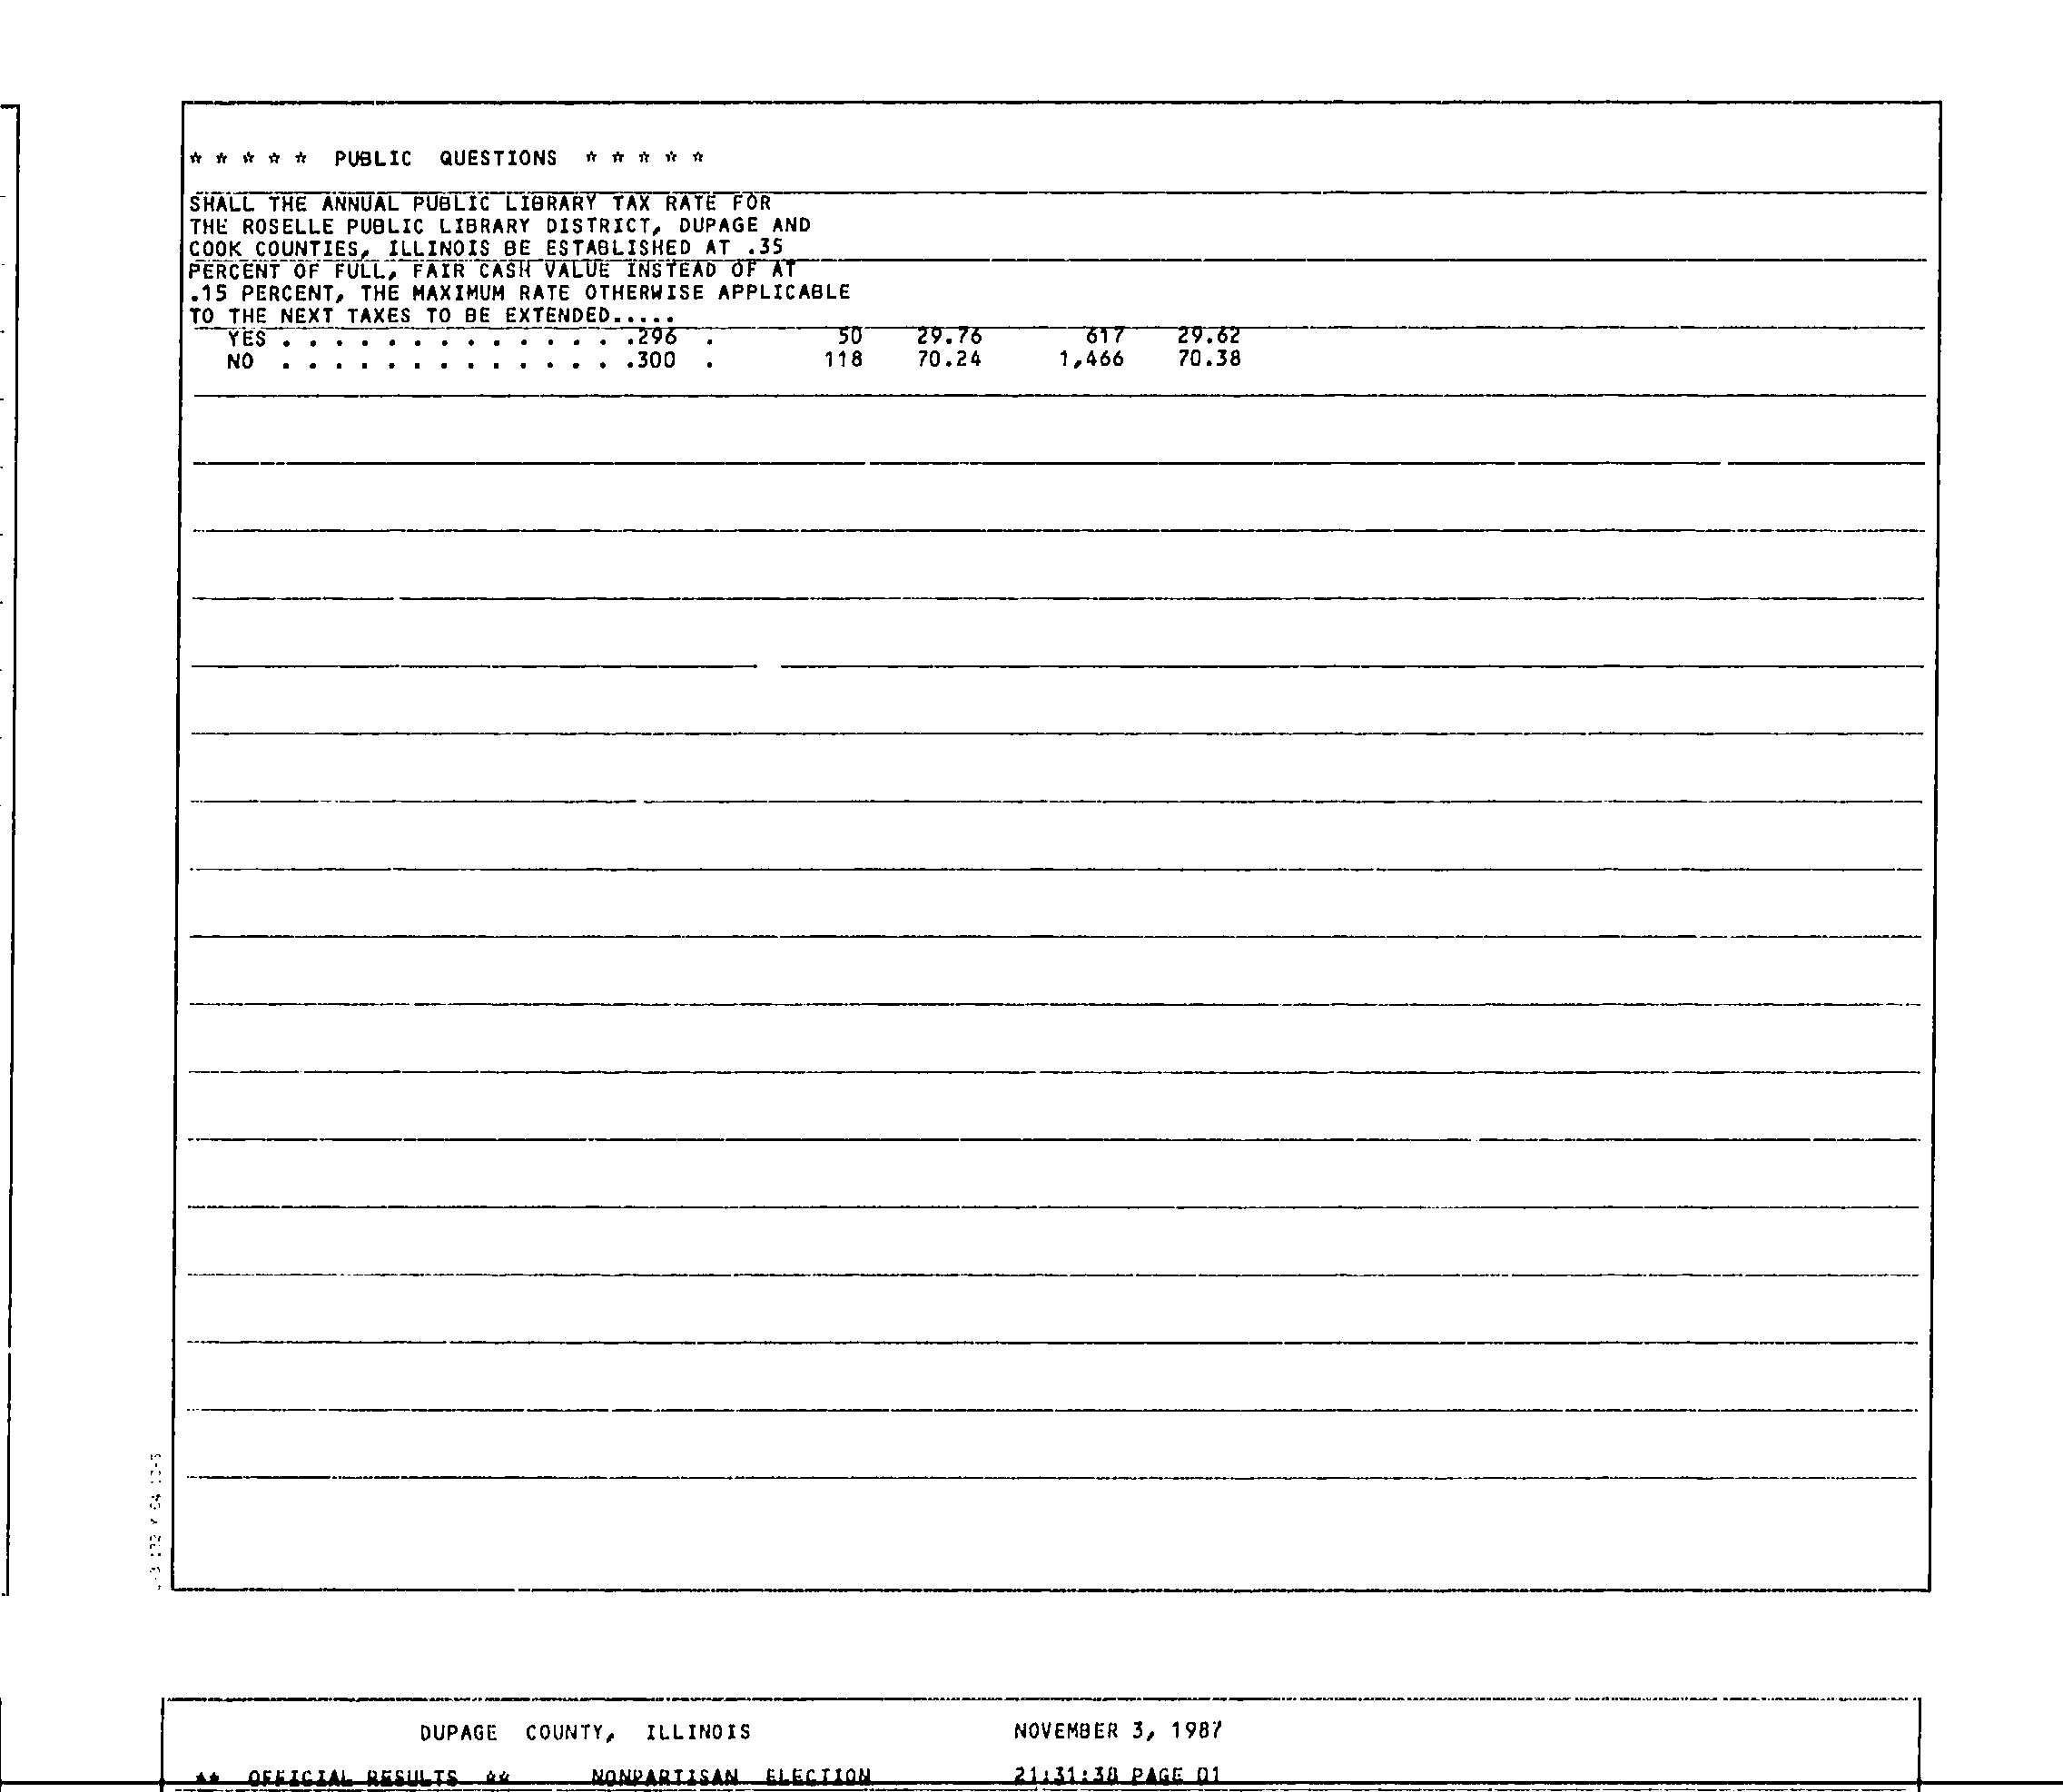 * * * * * PUBLIC QUESTIONS * * * * *
SHALL THE ANNUAL PUBLIC LIBRARY TAX RATE FOR
THE ROSELLE PUBLIC LIBRARY DISTRICT, DUPAGE AND
COOK COUNTIES, ILLINOIS BE ESTABLISHED AT .35
PERCENT OF FULL, FAIR CASH VALUE INSTEAD OF AT
.15 PERCENT, THE MAXIMUM RATE OTHERWISE APPLICABLE
TO THE NEXT TAXES TO BE EXTENDED.....
YES . . . . . . . . . . . . . .296 . 50 29.76 617 29.62
NO . . . . . . . . . . . . . .300 . 118 70.24 1,466 70.38
DUPAGE COUNTY, ILLINOIS NOVEMBER 3, 1987
** OFFICIAL RESULTS ** NONPARTISAN ELECTION 21:31:38 PAGE 01